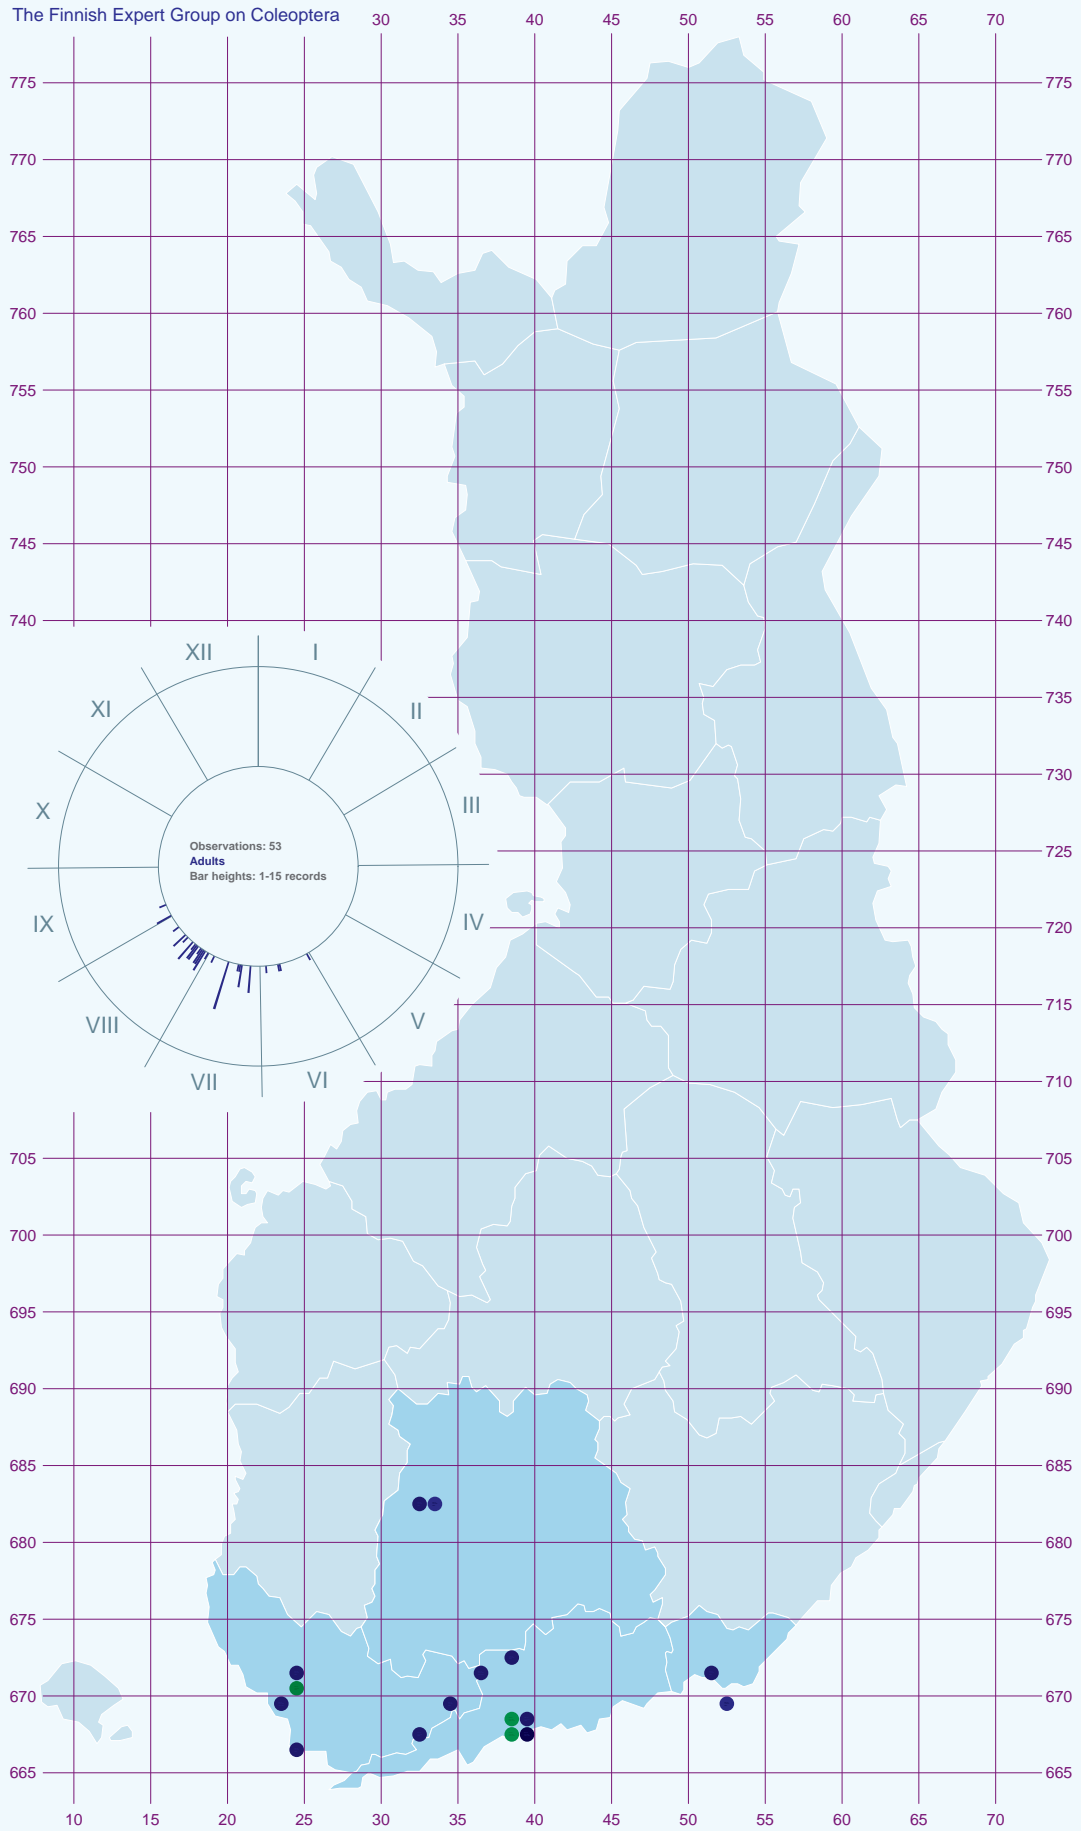 The Finnish Expert Group on Coleoptera
30 35 40 45 50 55 60 65 70
775 775
770 770
765 765
760 760
755 755
750 750
745 745
740 740
XII I
XI II
735
730
X III
725
Observations: 53
Adults
Bar heights: 1-15 records
IX IV
720
VIII V
715
VII VI
710
705 705
700 700
695 695
690 690
685 685
680 680
675 675
670 670
665 665
10 15 20 25 30 35 40 45 50 55 60 65 70